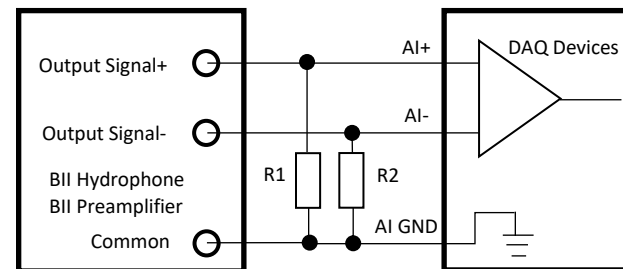 DAQ Devices
AI+
Output Signal+
AI-
Output Signal-
R1
R2
BII Hydrophone
BII Preamplifier
AI GND
Common